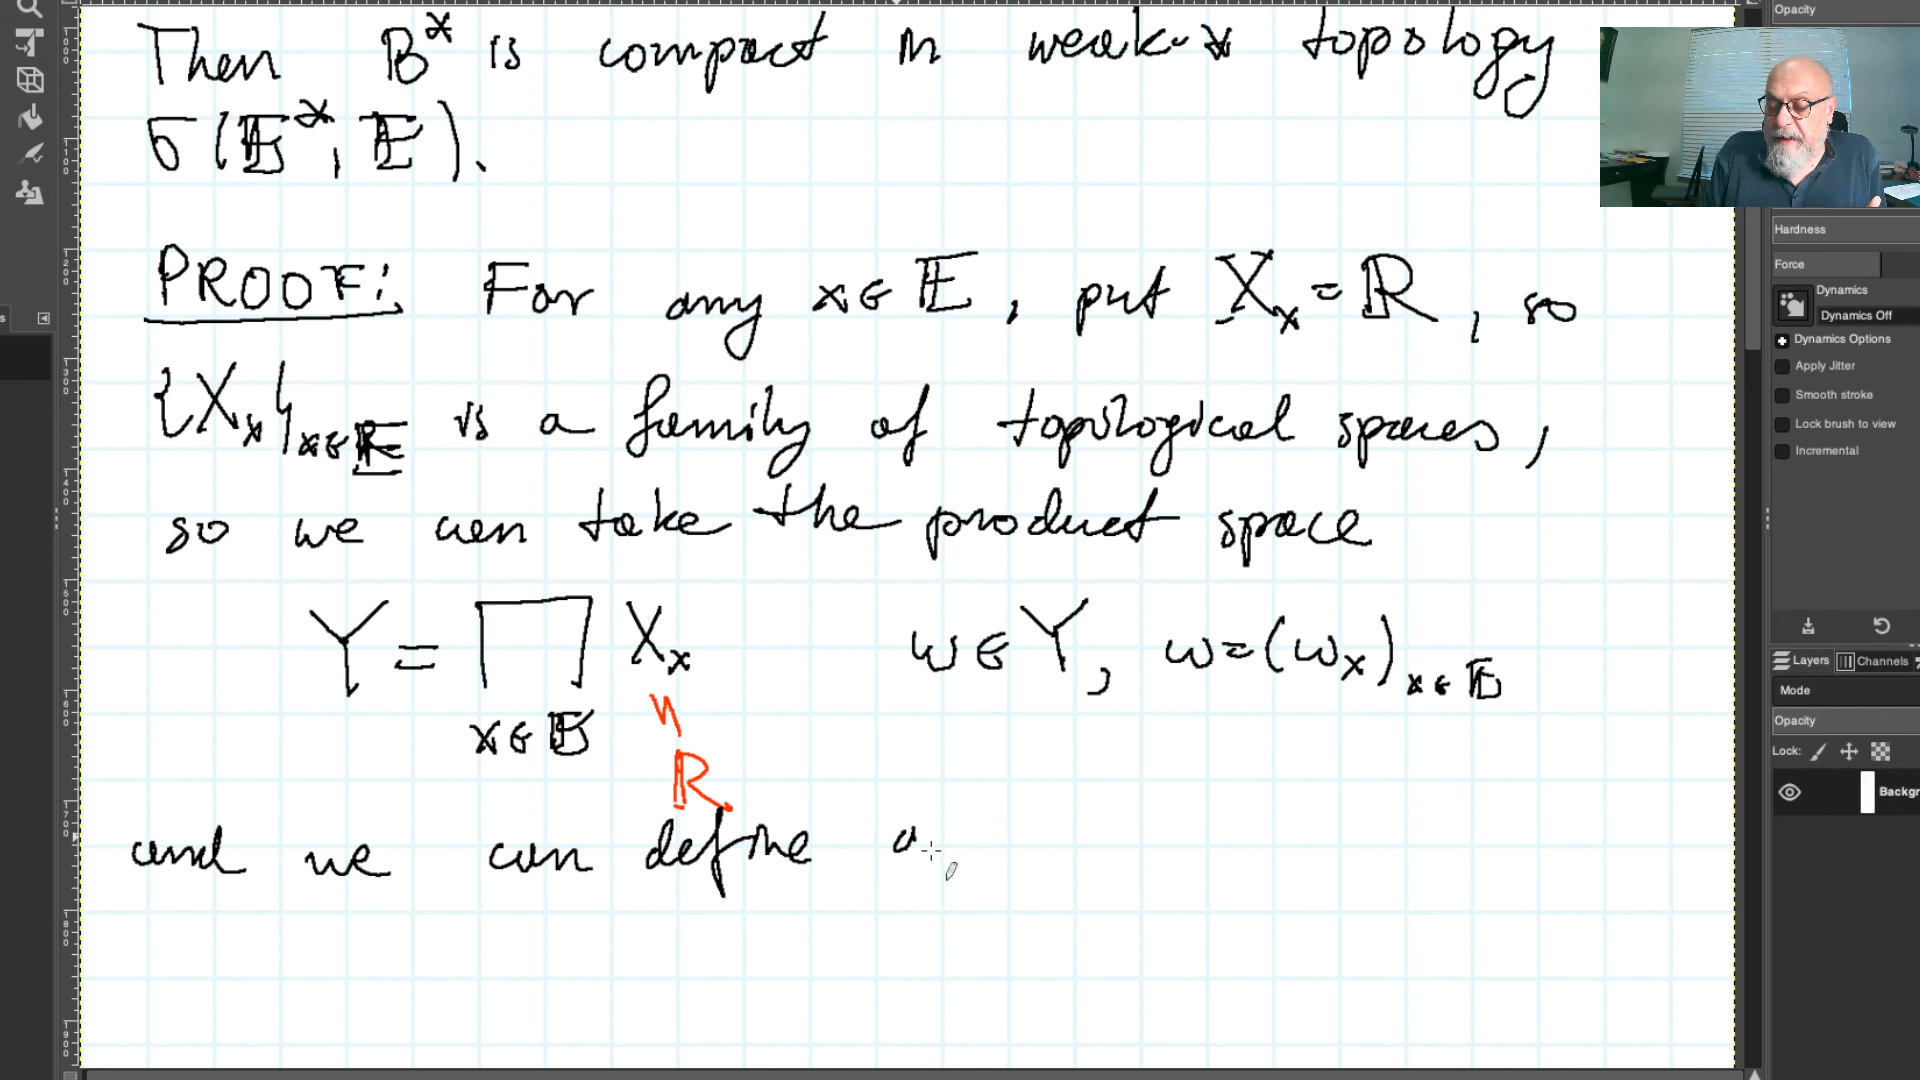 Then B* is compact in weak-* topology
σ(E*, E).
PROOF: For any x∈E, put X_x = R, so
{X_x}_{x∈E} is a family of topological spaces,
so we can take the product space
Y = ∏_{x∈E} X_x w∈Y, w=(w_x)_{x∈E}
R
and we can define a
Opacity
Hardness
Force
Dynamics
Dynamics Off
Dynamics Options
Apply Jitter
Smooth stroke
Lock brush to view
Incremental
Layers Channels
Mode
Opacity
Lock:
Backgr